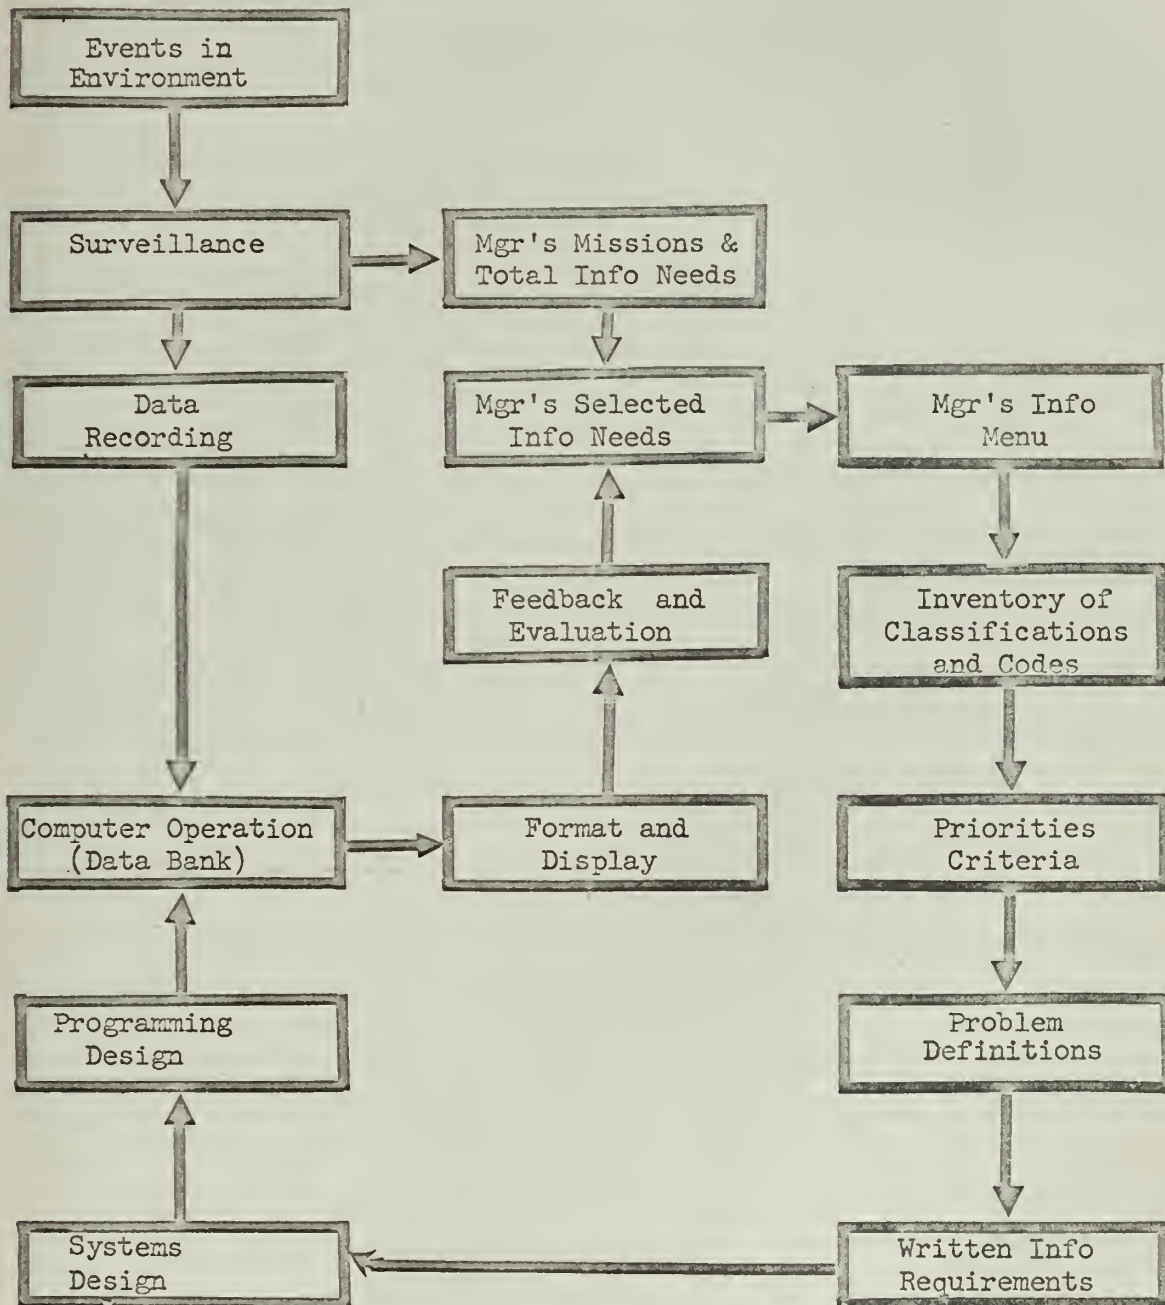 Events in
Environment
Surveillance
Mgr's Missions &
Total Info Needs
Data
Recording
Mgr's Selected
Info Needs
Mgr's Info
Menu
Feedback and
Evaluation
Inventory of
Classifications
and Codes
Computer Operation
(Data Bank)
Format and
Display
Priorities
Criteria
Programming
Design
Problem
Definitions
Systems
Design
Written Info
Requirements